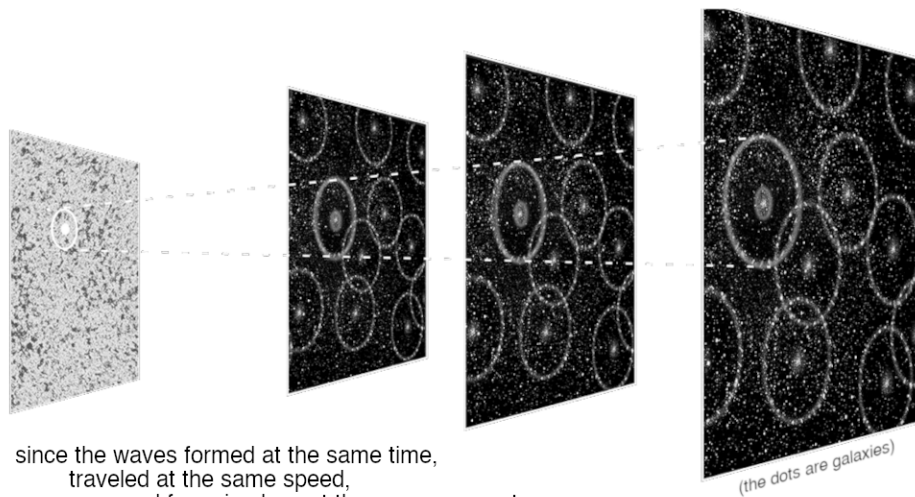 since the waves formed at the same time,
traveled at the same speed,
(the dots are galaxies)